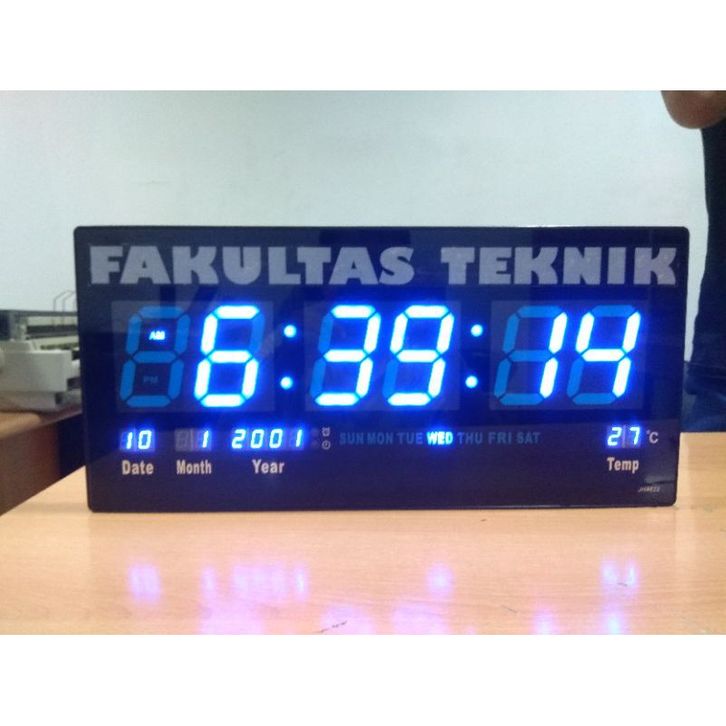 FAKULTAS TEKNIK
AM 6:39:14
PM
10 1 2001 SUN MON TUE WED THU FRI SAT 27 °C
Date Month Year Temp